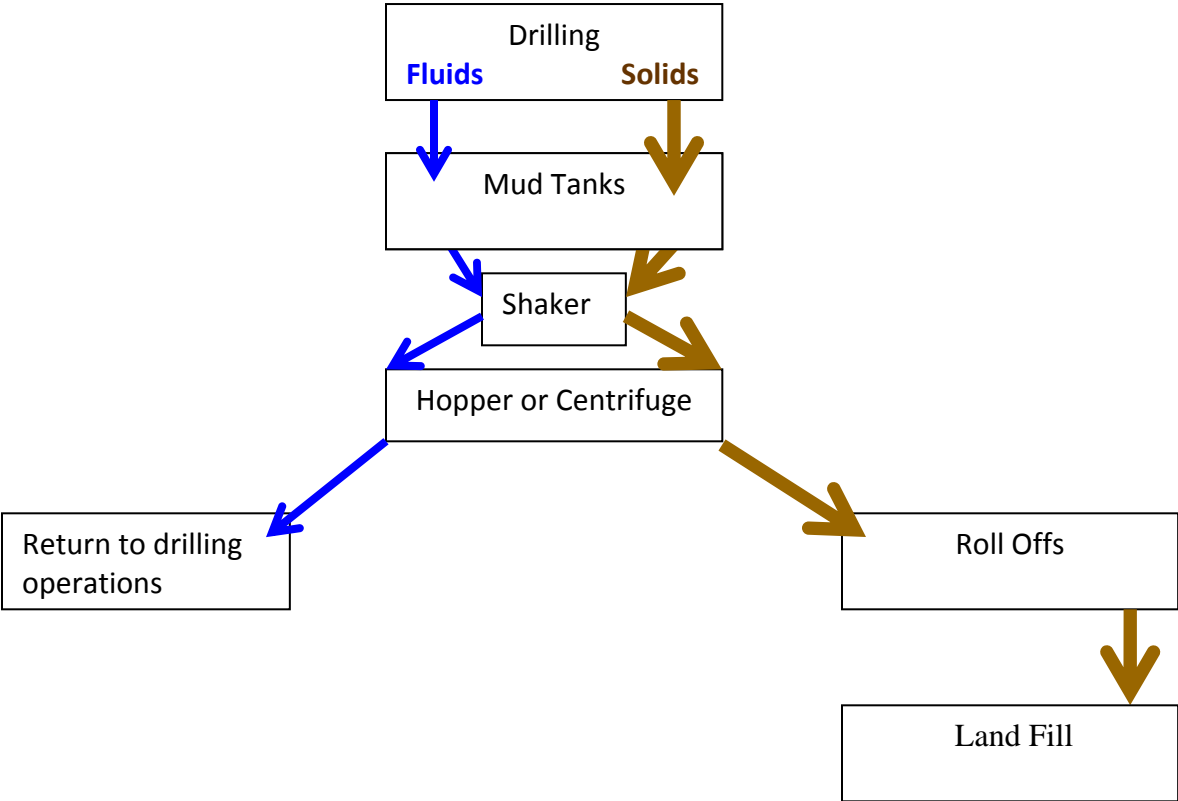 Drilling
Fluids Solids
Mud Tanks
Shaker
Hopper or Centrifuge
Return to drilling
operations
Roll Offs
Land Fill